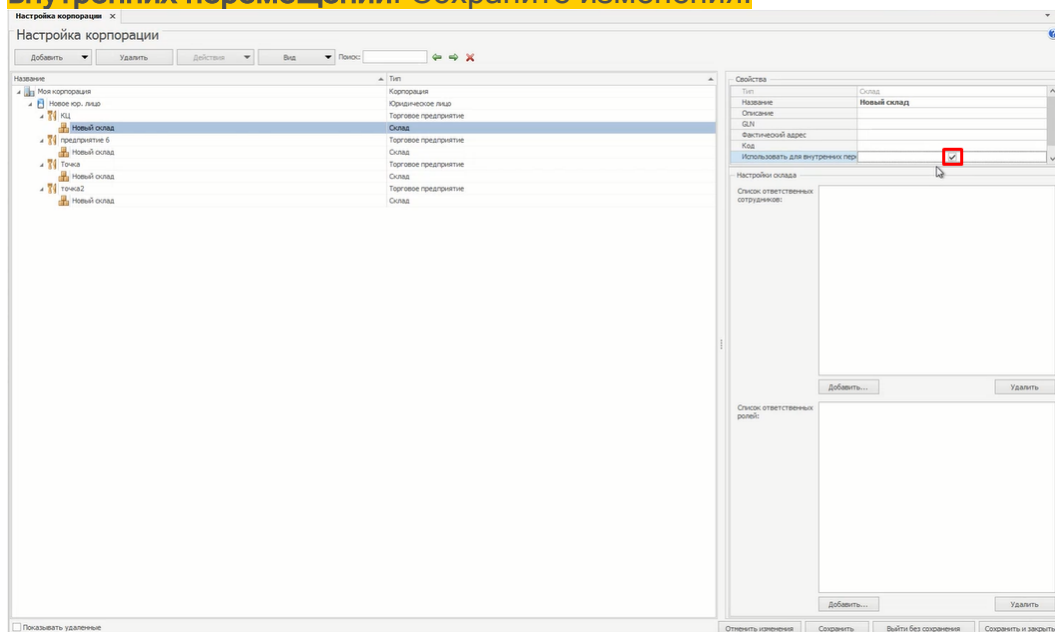 внутренних перемещений. Сохраните изменения.
Настройка корпорации ×
Настройка корпорации
Добавить Удалить Действия Вид Поиск:
Название Тип
Моя корпорация Корпорация
Новое юр. лицо Юридическое лицо
КЦ Торговое предприятие
Новый склад Склад
предприятие 6 Торговое предприятие
Новый склад Склад
Точка Торговое предприятие
Новый склад Склад
точка2 Торговое предприятие
Новый склад Склад
Свойства
Тип Склад
Название Новый склад
Описание
GLN
Фактический адрес
Код
Использовать для внутренних пер
Настройки склада
Список ответственных
сотрудников:
Добавить... Удалить
Список ответственных
ролей:
Добавить... Удалить
Показывать удаленные
Отменить изменения Сохранить Выйти без сохранения Сохранить и закрыть